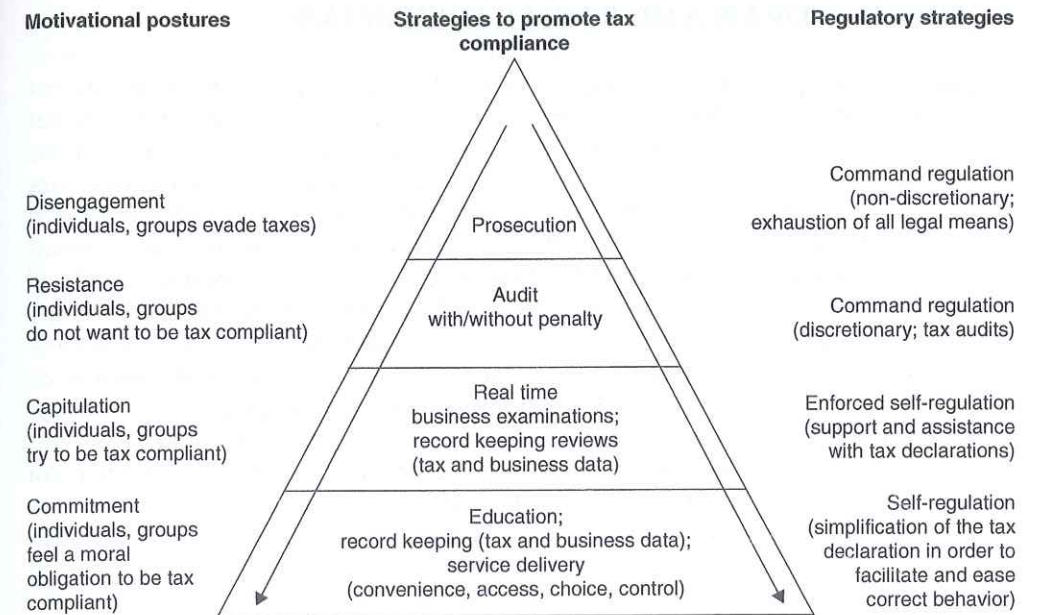 Motivational postures
Strategies to promote tax
compliance
Regulatory strategies
Disengagement
(individuals, groups evade taxes)
Prosecution
Command regulation
(non-discretionary;
exhaustion of all legal means)
Resistance
(individuals, groups
do not want to be tax compliant)
Audit
with/without penalty
Command regulation
(discretionary; tax audits)
Capitulation
(individuals, groups
try to be tax compliant)
Real time
business examinations;
record keeping reviews
(tax and business data)
Enforced self-regulation
(support and assistance
with tax declarations)
Commitment
(individuals, groups
feel a moral
obligation to be tax
compliant)
Education;
record keeping (tax and business data);
service delivery
(convenience, access, choice, control)
Self-regulation
(simplification of the tax
declaration in order to
facilitate and ease
correct behavior)